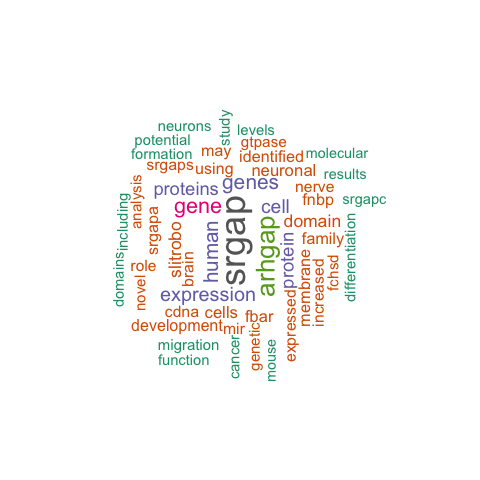 neurons
study
levels
potential
gtpase
formation
may
identified
molecular
srgaps
using
neuronal
results
analysis
proteins
genes
nerve
srgapc
fnbp
including
srgapa
gene
cell
domain
slitrobo
human
srgap
arhgap
protein
family
differentiation
domains
role
brain
membrane
increased
fchsd
novel
expression
expressed
cdna
cells
fbar
development
mir
genetic
migration
cancer
mouse
function